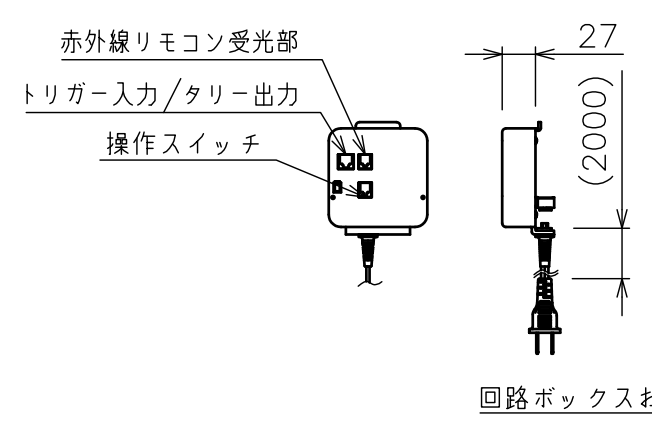 赤外線リモコン受光部
トリガー入力/タリー出力
操作スイッチ
27
(2000)
回路ボックスお